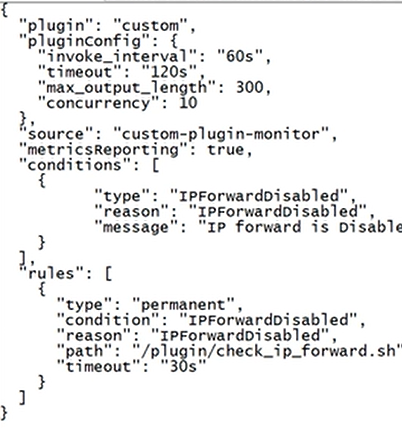 {
  "plugin": "custom",
  "pluginConfig": {
    "invoke_interval": "60s",
    "timeout": "120s",
    "max_output_length": 300,
    "concurrency": 10
  },
  "source": "custom-plugin-monitor",
  "metricsReporting": true,
  "conditions": [
    {
          "type": "IPForwardDisabled",
          "reason": "IPForwardDisabled",
          "message": "IP forward is Disable
    }
  ],
  "rules": [
    {
      "type": "permanent",
      "condition": "IPForwardDisabled",
      "reason": "IPForwardDisabled",
      "path": "/plugin/check_ip_forward.sh"
      "timeout": "30s"
    }
  ]
}